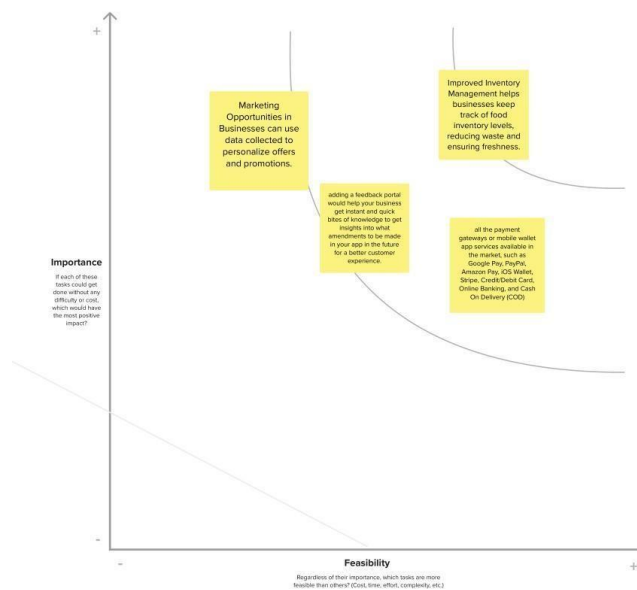 +
Marketing
Opportunities in
Businesses can use
data collected to
personalize offers
and promotions.
Improved Inventory
Management helps
businesses keep
track of food
inventory levels,
reducing waste and
ensuring freshness.
adding a feedback portal
would help your business
get instant and quick
bites of knowledge to get
insights into what
amendments to be made
in your app in the future
for a better customer
experience.
all the payment
gateways or mobile wallet
app services available in
the market, such as
Google Pay, PayPal,
Amazon Pay, iOS Wallet,
Stripe, Credit/Debit Card,
Online Banking, and Cash
On Delivery (COD)
Importance
If each of these
tasks could get
done without any
difficulty or cost,
which would have
the most positive
impact?
-
-
Feasibility
+
Regardless of their importance, which tasks are more
feasible than others? (Cost, time, effort, complexity, etc.)